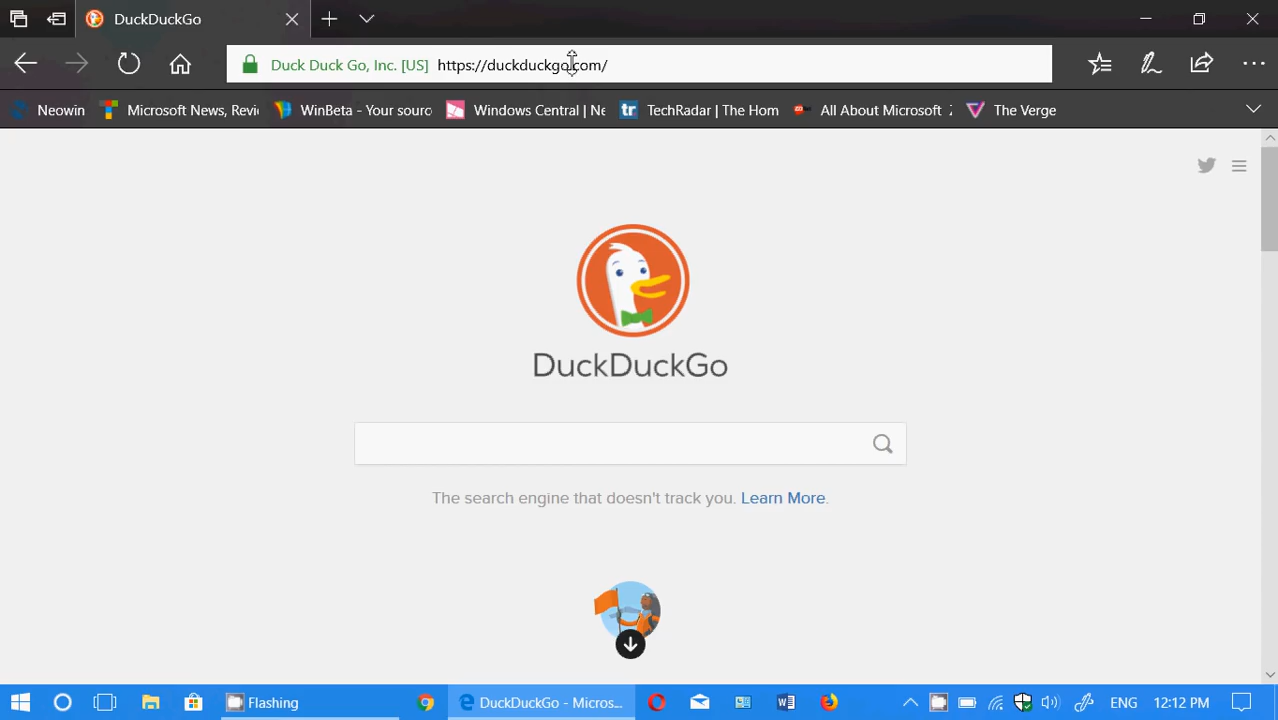 DuckDuckGo
Duck Duck Go, Inc. [US] https://duckduckgo.com/
Neowin Microsoft News, Revi WinBeta - Your sourc Windows Central | Ne tr TechRadar | The Hom All About Microsoft The Verge
DuckDuckGo
The search engine that doesn't track you. Learn More.
Flashing DuckDuckGo - Micros... ENG 12:12 PM